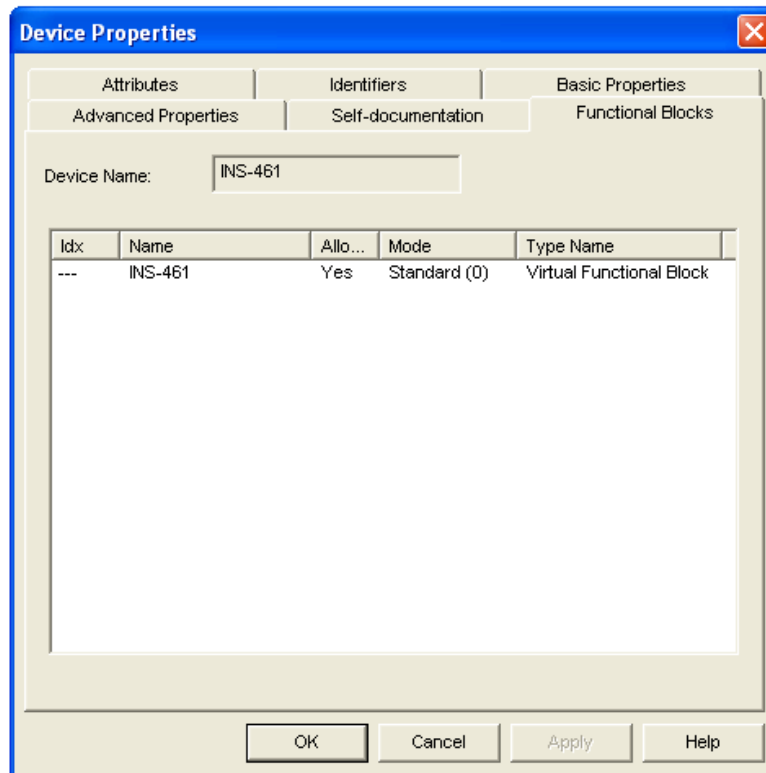 Device Properties
Attributes Identifiers Basic Properties
Advanced Properties Self-documentation Functional Blocks
Device Name: INS-461
Idx Name Allo... Mode Type Name
--- INS-461 Yes Standard (0) Virtual Functional Block
OK Cancel Apply Help